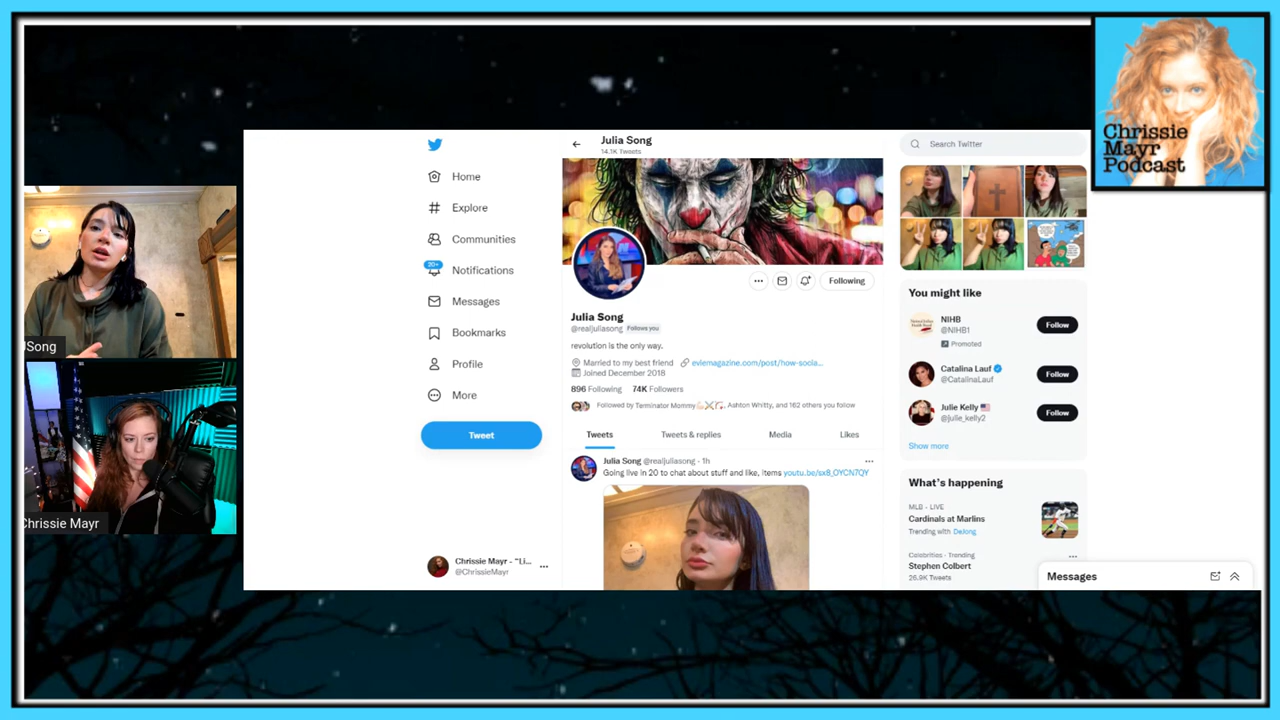 Chrissie
Mayr
Podcast
JSong
Chrissie Mayr
Home
Explore
Communities
20+
Notifications
Messages
Bookmarks
Profile
More
Tweet
Chrissie Mayr - "Li...
@ChrissieMayr
Julia Song
14.1K Tweets
Following
Julia Song
@realjuliasong Follows you
revolution is the only way.
Married to my best friend eviemagazine.com/post/how-socia...
Joined December 2018
896 Following 74K Followers
Followed by Terminator Mommy, Ashton Whitty, and 162 others you follow
Tweets Tweets & replies Media Likes
Julia Song @realjuliasong · 1h
Going live in 20 to chat about stuff and like, items youtu.be/sx8_OYCN7QY
Search Twitter
You might like
NIHB
@NIHB1
Promoted
Follow
Catalina Lauf
@CatalinaLauf
Follow
Julie Kelly
@julie_kelly2
Follow
Show more
What's happening
MLB · LIVE
Cardinals at Marlins
Trending with DeJong
Celebrities · Trending
Stephen Colbert
26.9K Tweets
Messages